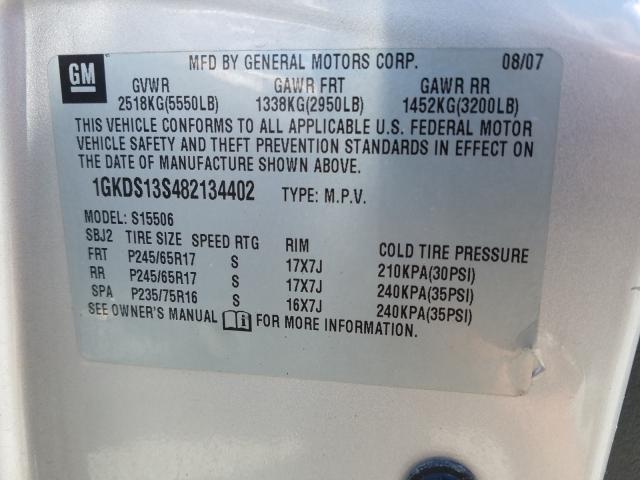 GM
MFD BY GENERAL MOTORS CORP. 08/07
GVWR GAWR FRT GAWR RR
2518KG(5550LB) 1338KG(2950LB) 1452KG(3200LB)
THIS VEHICLE CONFORMS TO ALL APPLICABLE U.S. FEDERAL MOTOR
VEHICLE SAFETY AND THEFT PREVENTION STANDARDS IN EFFECT ON
THE DATE OF MANUFACTURE SHOWN ABOVE.
1GKDS13S482134402 TYPE: M.P.V.
MODEL: S15506
SBJ2 TIRE SIZE SPEED RTG RIM COLD TIRE PRESSURE
FRT P245/65R17 S 17X7J 210KPA(30PSI)
RR P245/65R17 S 17X7J 240KPA(35PSI)
SPA P235/75R16 S 16X7J 240KPA(35PSI)
SEE OWNER'S MANUAL i FOR MORE INFORMATION.